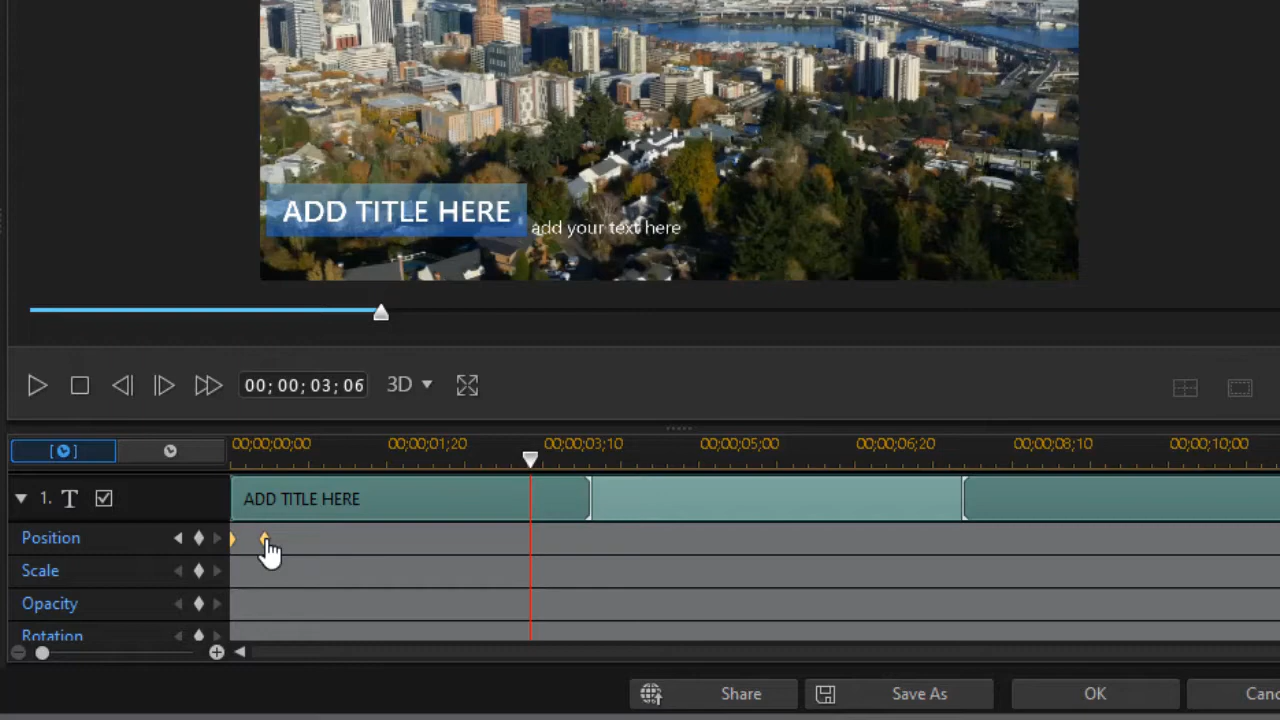 ADD TITLE HERE
add your text here
00;00;03;06
3D
00;00;00;00 00;00;01;20 00;00;03;10 00;00;05;00 00;00;06;20 00;00;08;10 00;00;10;00
1. T ADD TITLE HERE
Position
Scale
Opacity
Rotation
Share Save As OK Canc